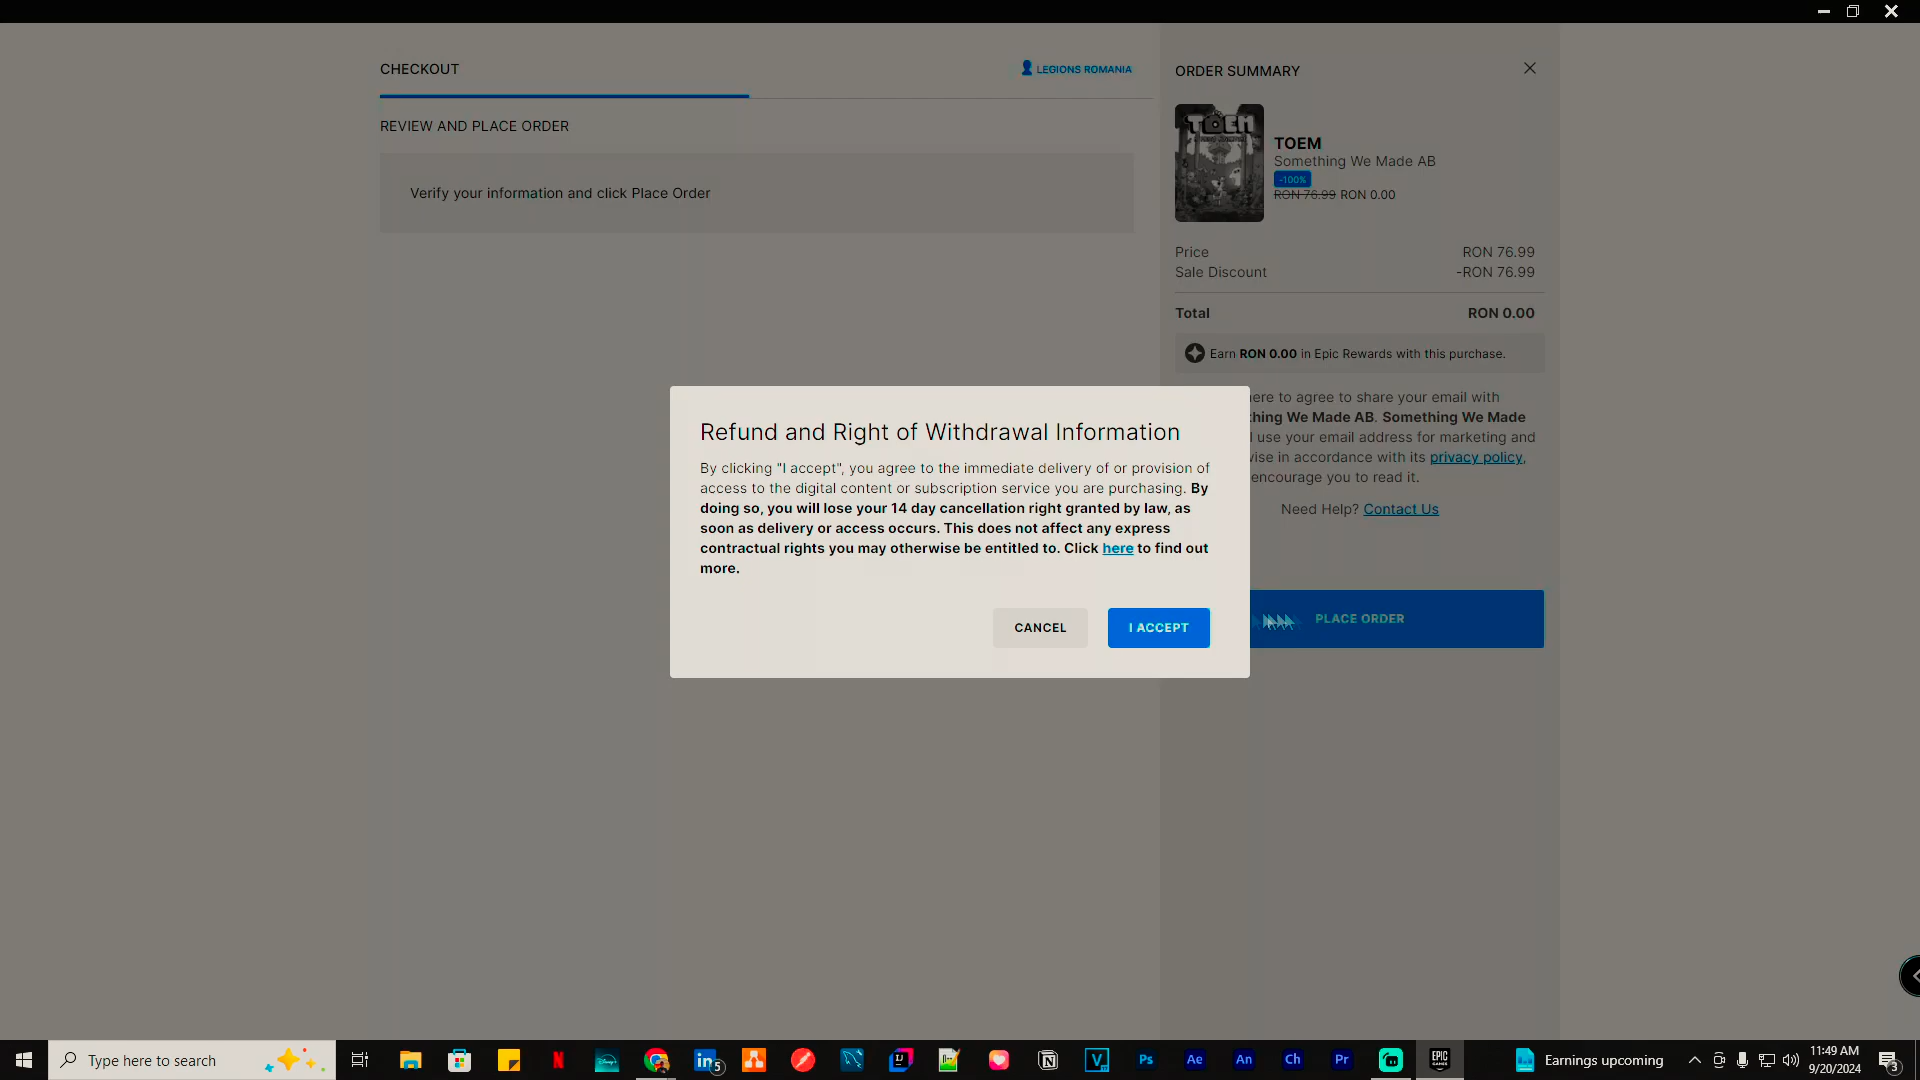 CHECKOUT
LEGIONS ROMANIA
REVIEW AND PLACE ORDER
Verify your information and click Place Order
ORDER SUMMARY
TOEM
TOEM
Something We Made AB
-100%
RON 76.99 RON 0.00
Price RON 76.99
Sale Discount -RON 76.99
Total RON 0.00
Earn RON 0.00 in Epic Rewards with this purchase.
ere to agree to share your email with
hing We Made AB. Something We Made
use your email address for marketing and
wise in accordance with its privacy policy,
encourage you to read it.
Need Help? Contact Us
PLACE ORDER
Refund and Right of Withdrawal Information
By clicking "I accept", you agree to the immediate delivery of or provision of
access to the digital content or subscription service you are purchasing. By
doing so, you will lose your 14 day cancellation right granted by law, as
soon as delivery or access occurs. This does not affect any express
contractual rights you may otherwise be entitled to. Click here to find out
more.
CANCEL
I ACCEPT
Type here to search
in 5
Ps
Ae
An
Ch
Pr
EPIC
GAMES
Earnings upcoming
11:49 AM
9/20/2024
3